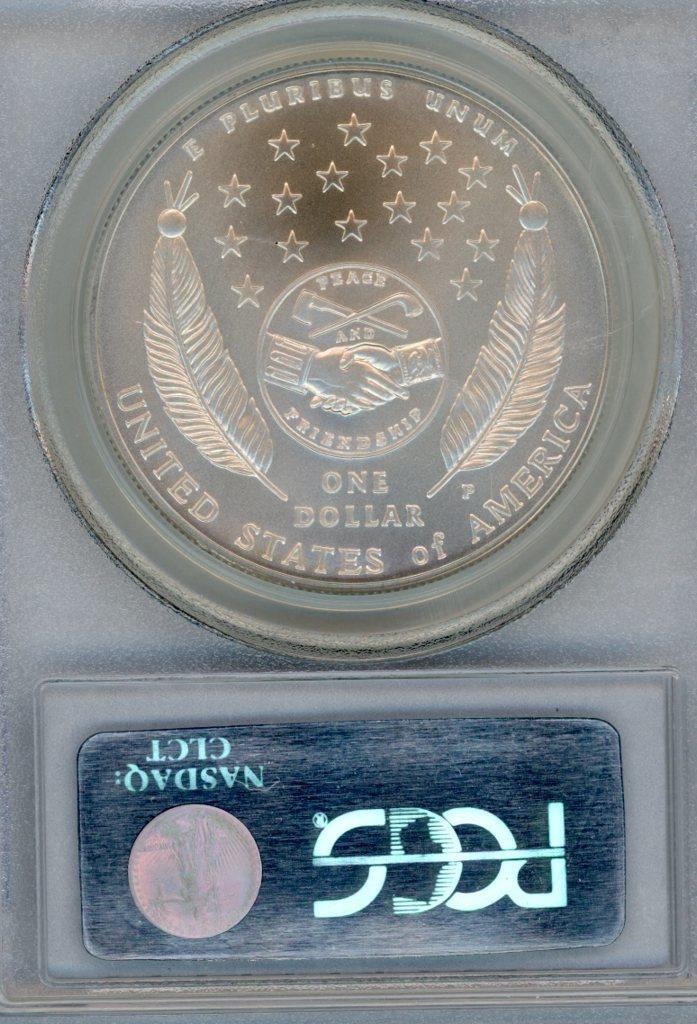 E PLURIBUS UNUM
PEACE
AND
FRIENDSHIP
ONE
DOLLAR
P
UNITED STATES of AMERICA
NASDAQ:
CLCT
PCGS®